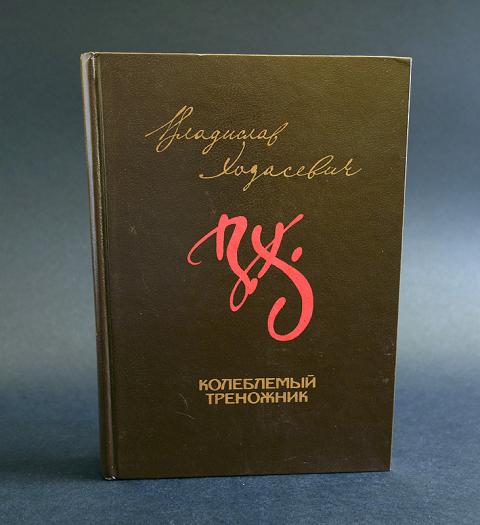 Владислав
Ходасевич
В.Х.
КОЛЕБЛЕМЫЙ
ТРЕНОЖНИК